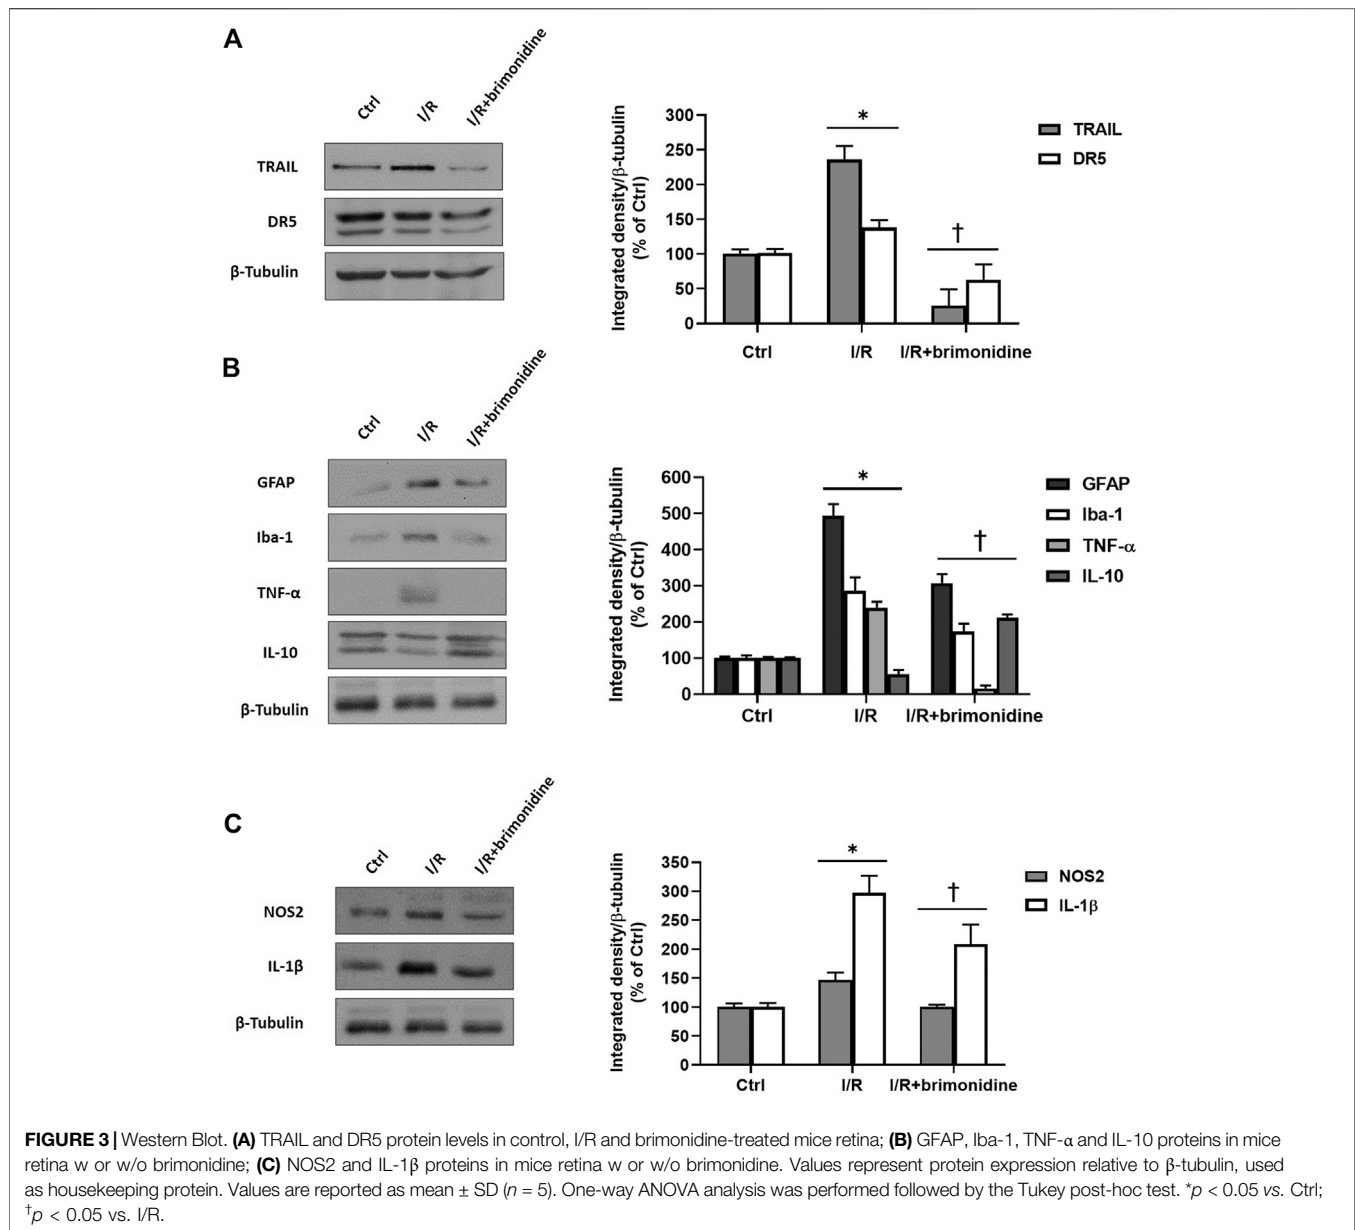 A
Ctrl
I/R
I/R+brimonidine
TRAIL
DR5
β-Tubulin
Integrated density/β-tubulin
(% of Ctrl)
300
250
200
150
100
50
0
*
†
Ctrl
I/R
I/R+brimonidine
TRAIL
DR5
B
Ctrl
I/R
I/R+brimonidine
GFAP
Iba-1
TNF-α
IL-10
β-Tubulin
Integrated density/β-tubulin
(% of Ctrl)
600
500
400
300
200
100
0
*
†
Ctrl
I/R
I/R+brimonidine
GFAP
Iba-1
TNF-α
IL-10
C
Ctrl
I/R
I/R+brimonidine
NOS2
IL-1β
β-Tubulin
Integrated density/β-tubulin
(% of Ctrl)
350
300
250
200
150
100
50
0
*
†
Ctrl
I/R
I/R+brimonidine
NOS2
IL-1β
FIGURE 3 | Western Blot. (A) TRAIL and DR5 protein levels in control, I/R and brimonidine-treated mice retina; (B) GFAP, Iba-1, TNF-α and IL-10 proteins in mice
retina w or w/o brimonidine; (C) NOS2 and IL-1β proteins in mice retina w or w/o brimonidine. Values represent protein expression relative to β-tubulin, used
as housekeeping protein. Values are reported as mean ± SD (n = 5). One-way ANOVA analysis was performed followed by the Tukey post-hoc test. *p < 0.05 vs. Ctrl;
†p < 0.05 vs. I/R.